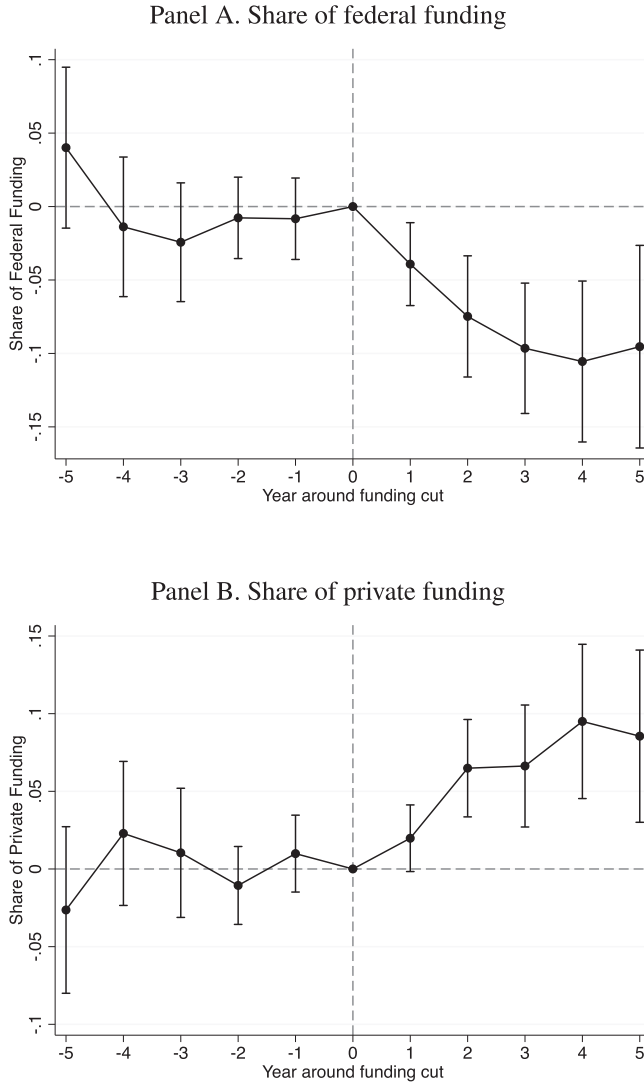 Panel A. Share of federal funding
.1
.05
0
-.05
-.1
-.15
Share of Federal Funding
-5 -4 -3 -2 -1 0 1 2 3 4 5
Year around funding cut
Panel B. Share of private funding
.15
.1
.05
0
-.05
-.1
Share of Private Funding
-5 -4 -3 -2 -1 0 1 2 3 4 5
Year around funding cut